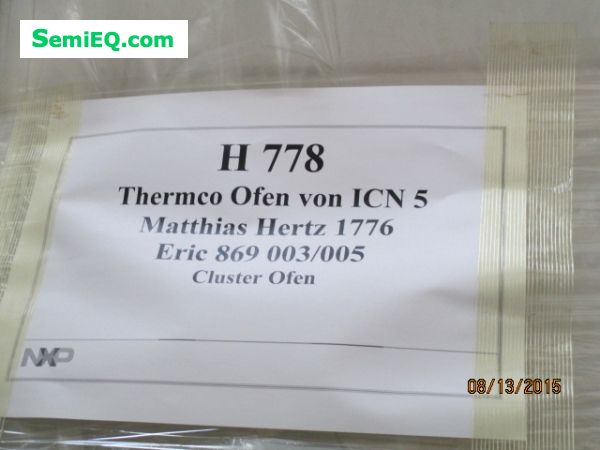 SemiEQ.com
H 778
Thermco Ofen von ICN 5
Matthias Hertz 1776
Eric 869 003/005
Cluster Ofen
NXP
08/13/2015